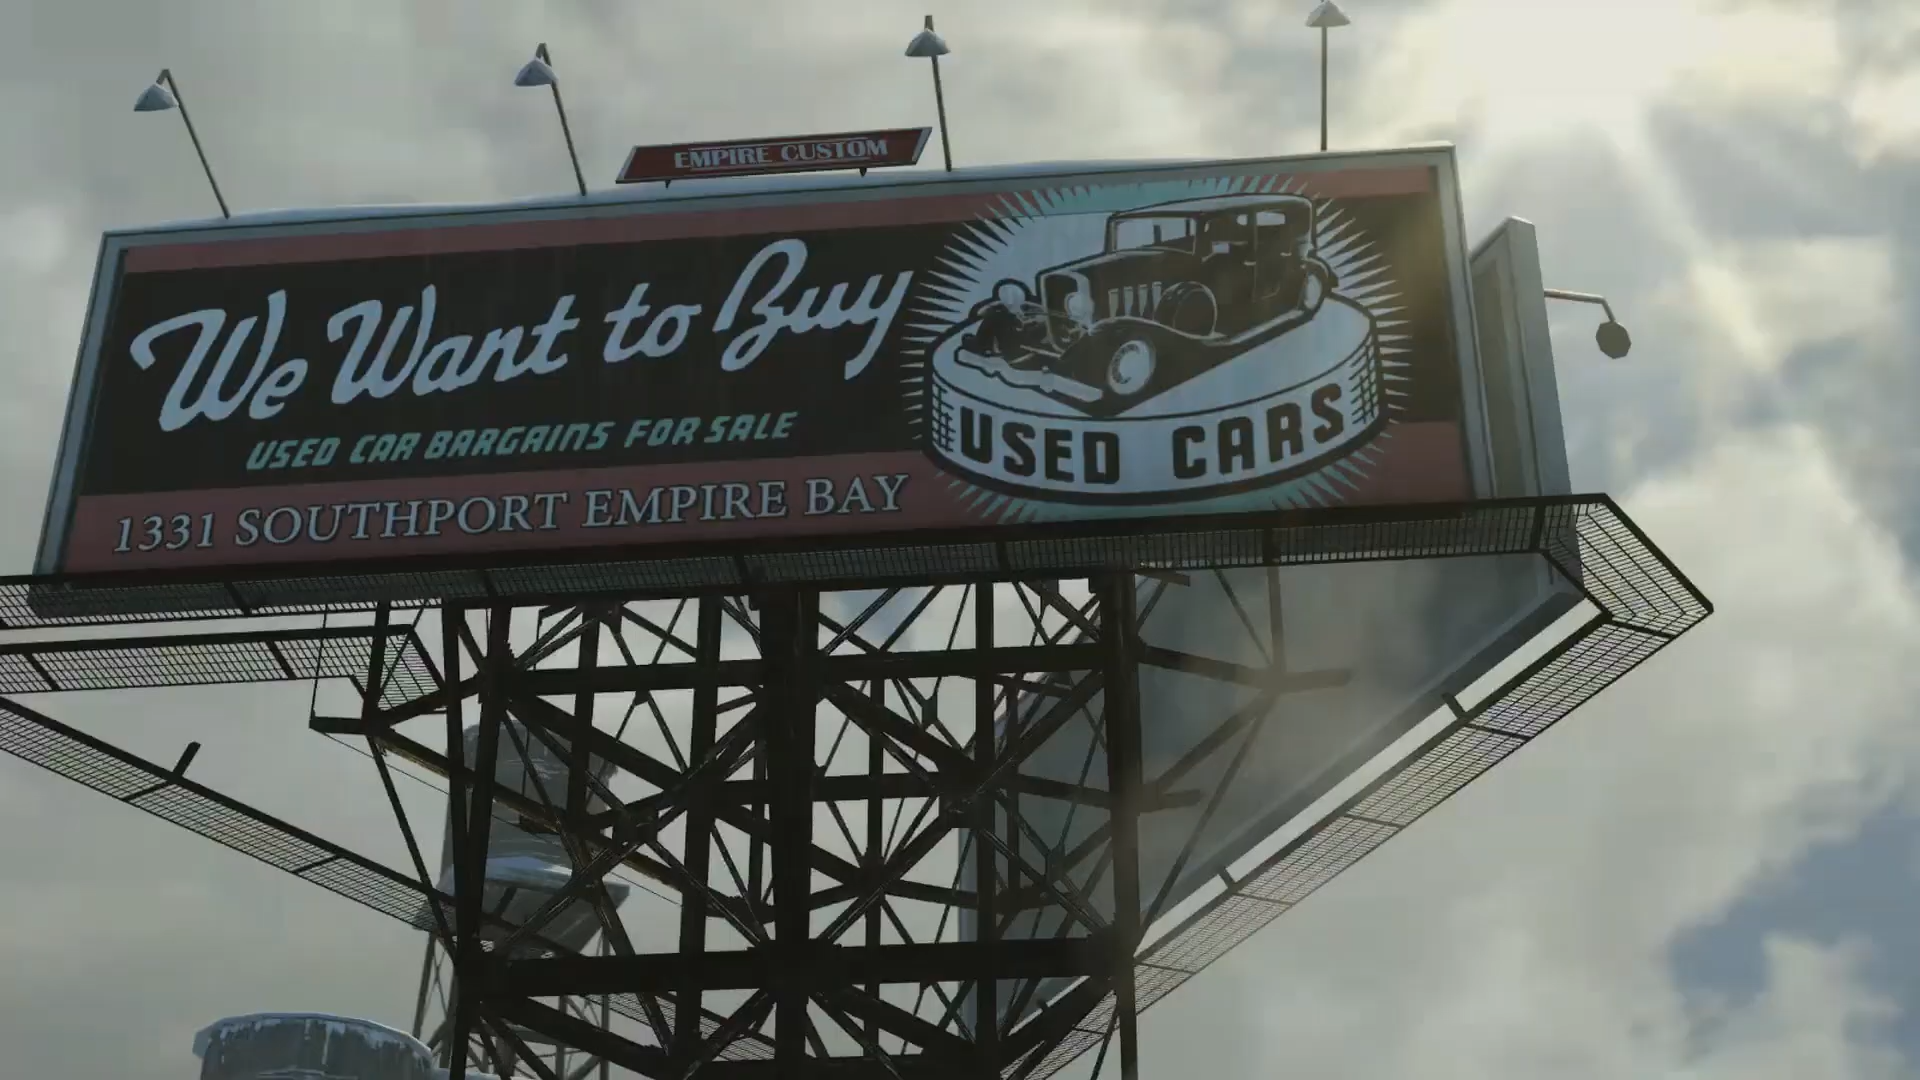 EMPIRE CUSTOM
We Want to Buy
USED CAR BARGAINS FOR SALE
1331 SOUTHPORT EMPIRE BAY
USED CARS